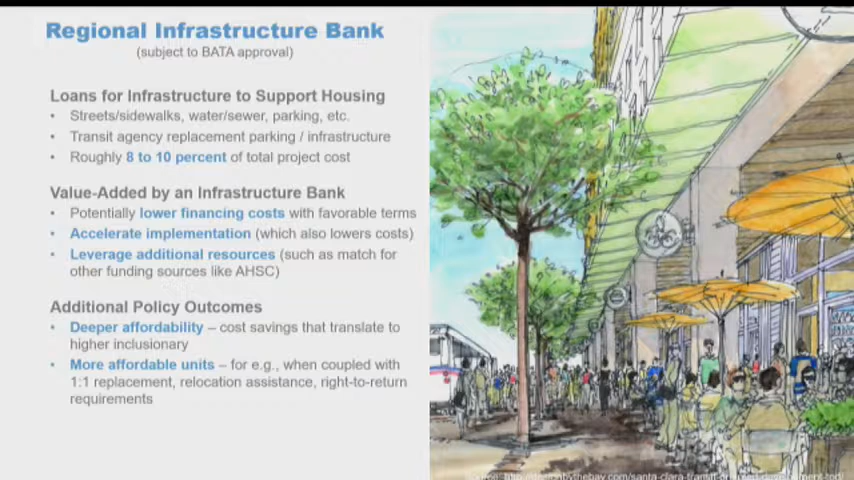 Regional Infrastructure Bank
(subject to BATA approval)
Loans for Infrastructure to Support Housing
• Streets/sidewalks, water/sewer, parking, etc.
• Transit agency replacement parking / infrastructure
• Roughly 8 to 10 percent of total project cost
Value-Added by an Infrastructure Bank
• Potentially lower financing costs with favorable terms
• Accelerate implementation (which also lowers costs)
• Leverage additional resources (such as match for
other funding sources like AHSC)
Additional Policy Outcomes
• Deeper affordability – cost savings that translate to
higher inclusionary
• More affordable units – for e.g., when coupled with
1:1 replacement, relocation assistance, right-to-return
requirements